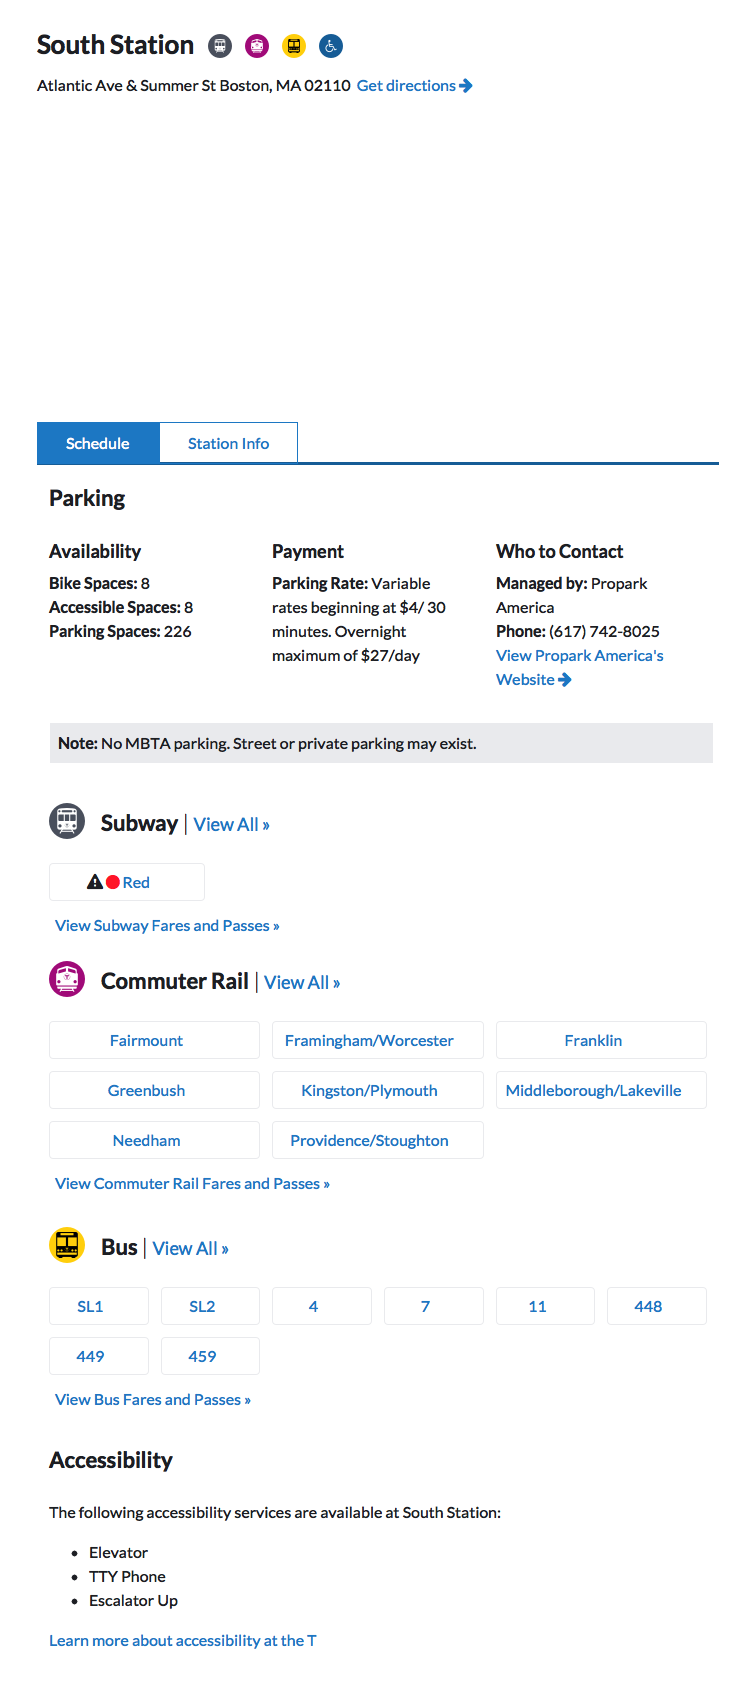 South Station
Atlantic Ave & Summer St Boston, MA 02110 Get directions
Schedule
Station Info
Parking
Availability
Bike Spaces: 8
Accessible Spaces: 8
Parking Spaces: 226
Payment
Parking Rate: Variable
rates beginning at $4/ 30
minutes. Overnight
maximum of $27/day
Who to Contact
Managed by: Propark
America
Phone: (617) 742-8025
View Propark America's
Website
Note: No MBTA parking. Street or private parking may exist.
Subway | View All »
Red
View Subway Fares and Passes »
Commuter Rail | View All »
Fairmount
Framingham/Worcester
Franklin
Greenbush
Kingston/Plymouth
Middleborough/Lakeville
Needham
Providence/Stoughton
View Commuter Rail Fares and Passes »
Bus | View All »
SL1
SL2
4
7
11
448
449
459
View Bus Fares and Passes »
Accessibility
The following accessibility services are available at South Station:
• Elevator
• TTY Phone
• Escalator Up
Learn more about accessibility at the T